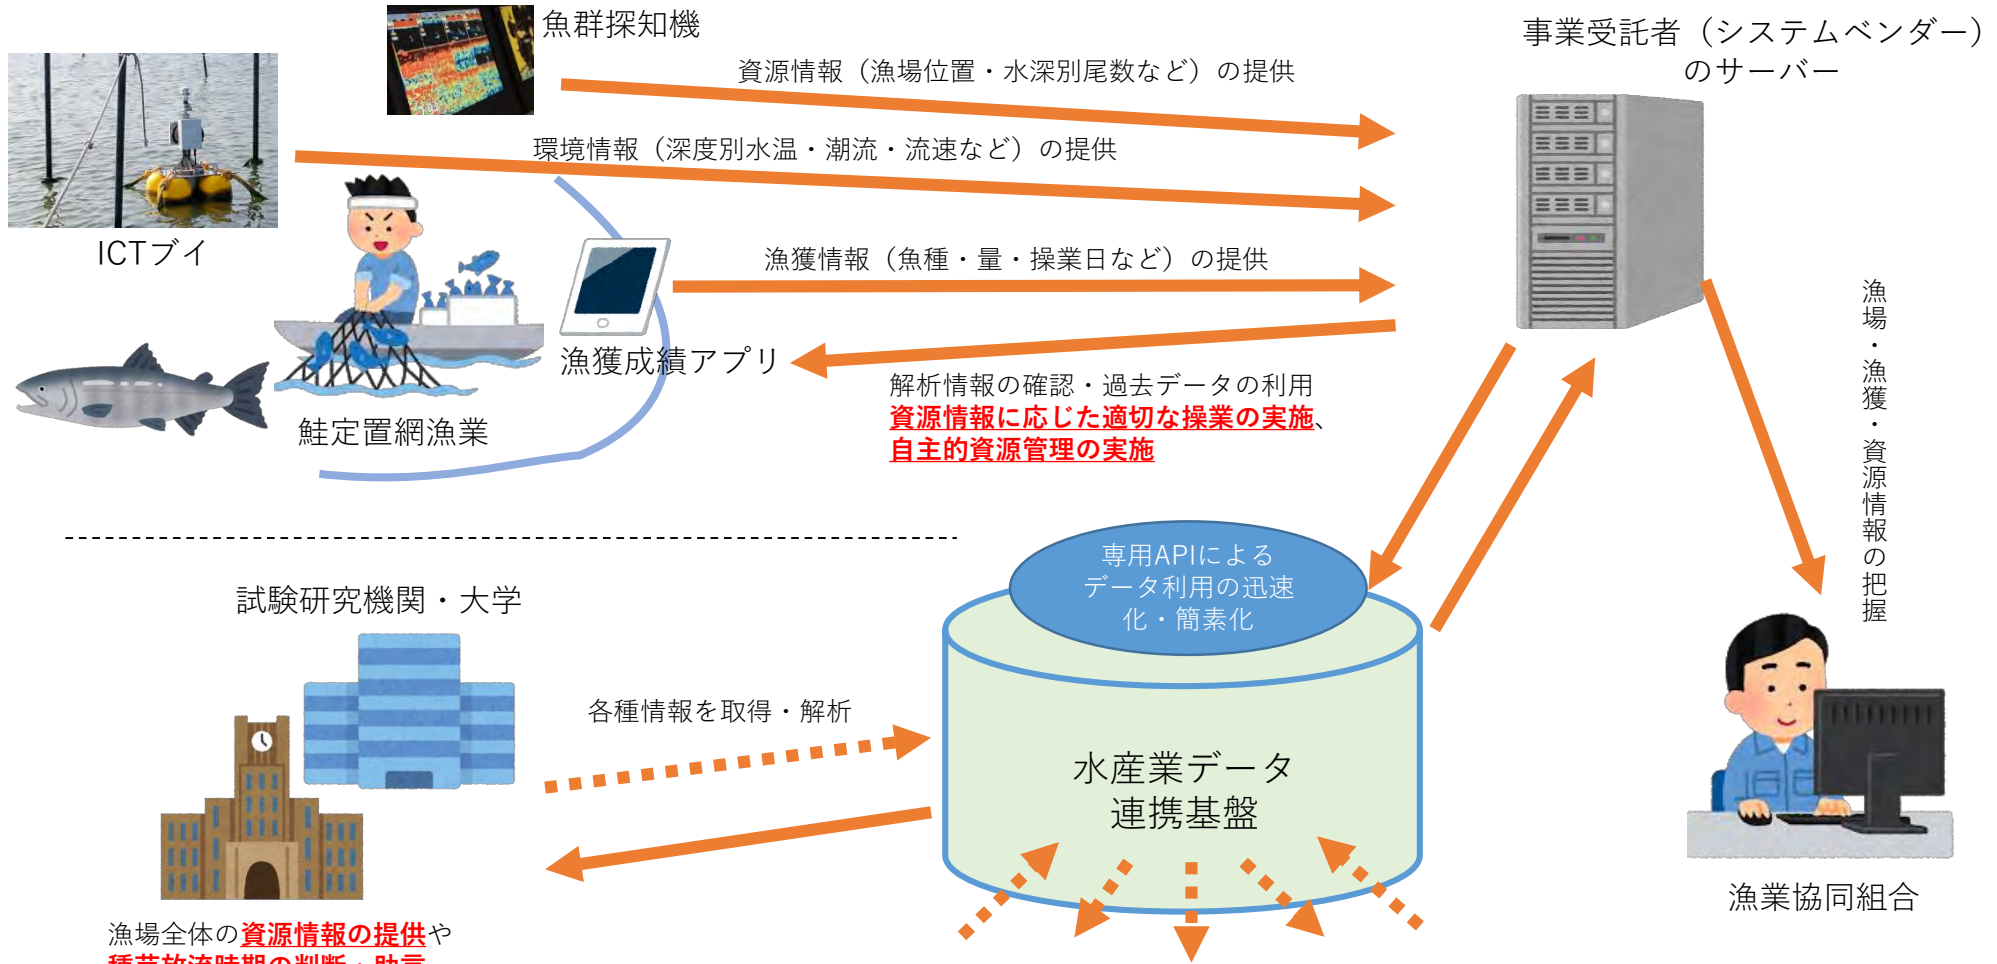 魚群探知機
事業受託者（システムベンダー）
のサーバー
資源情報（漁場位置・水深別尾数など）の提供
環境情報（深度別水温・潮流・流速など）の提供
ICTブイ
漁獲情報（魚種・量・操業日など）の提供
漁獲成績アプリ
鮭定置網漁業
解析情報の確認・過去データの利用
資源情報に応じた適切な操業の実施、
自主的資源管理の実施
漁場・漁獲・資源情報の把握
専用APIによる
データ利用の迅速
化・簡素化
試験研究機関・大学
各種情報を取得・解析
水産業データ
連携基盤
漁業協同組合
漁場全体の資源情報の提供や
種苗放流時期の判断・助言